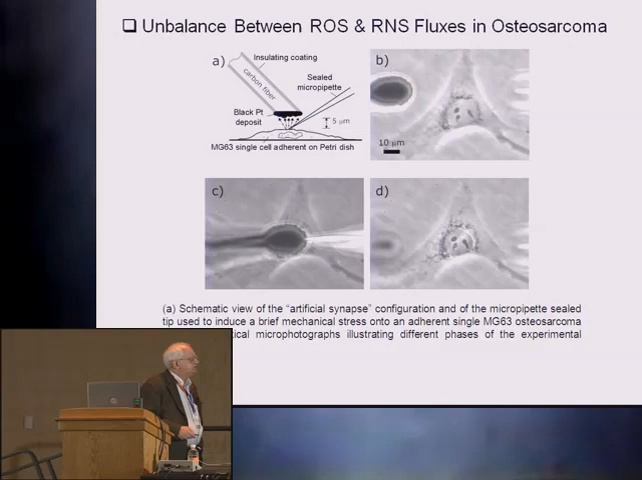 Unbalance Between ROS & RNS Fluxes in Osteosarcoma
a)
Insulating coating
carbon fiber
Sealed
micropipette
Black Pt
deposit
5 µm
MG63 single cell adherent on Petri dish
b)
10 µm
c)
d)
(a) Schematic view of the "artificial synapse" configuration and of the micropipette sealed
tip used to induce a brief mechanical stress onto an adherent single MG63 osteosarcoma
microphotographs illustrating different phases of the experimental